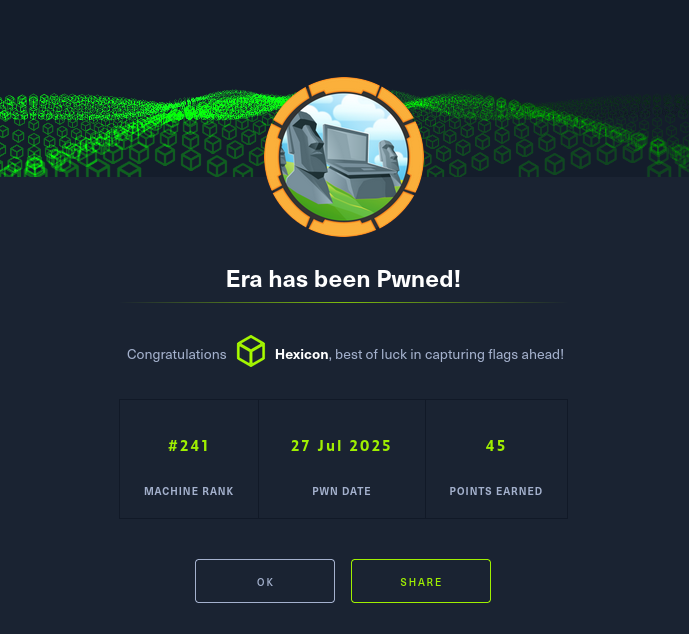 Era has been Pwned!
Congratulations Hexicon, best of luck in capturing flags ahead!
#241 27 Jul 2025 45
MACHINE RANK PWN DATE POINTS EARNED
OK SHARE